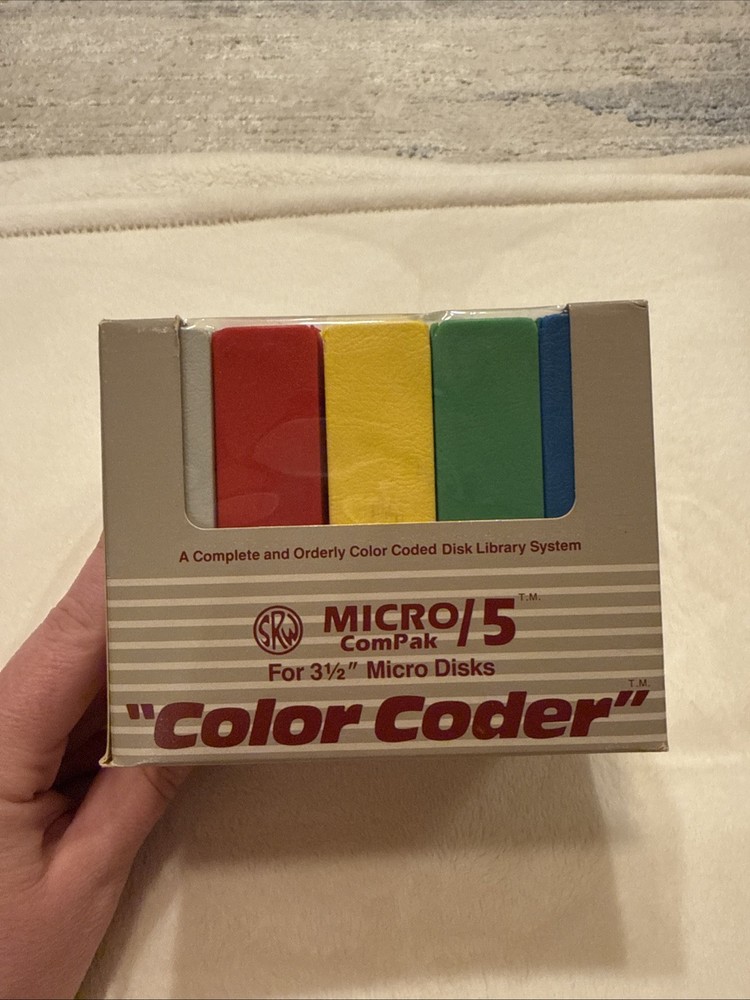 A Complete and Orderly Color Coded Disk Library System
SRW MICRO/5 T.M.
ComPak
For 3½" Micro Disks
"Color Coder" T.M.